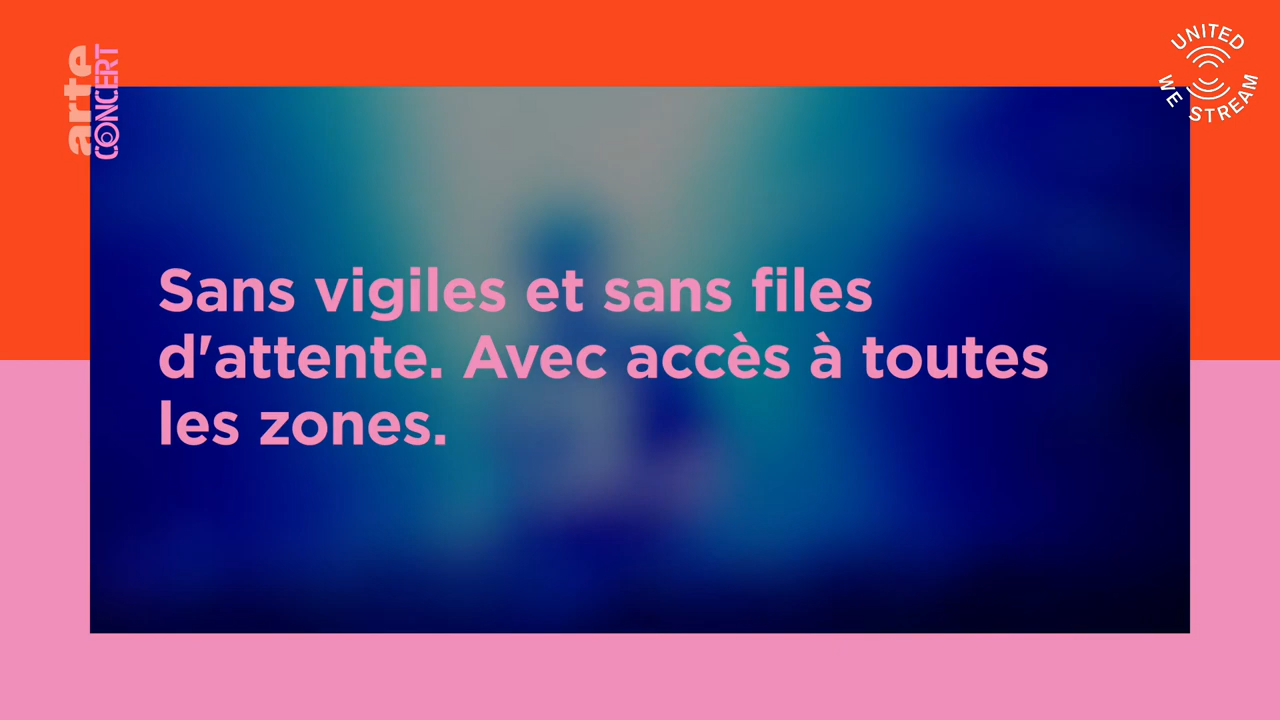 arte
CONCERT
UNITED
WE STREAM
Sans vigiles et sans files
d'attente. Avec accès à toutes
les zones.